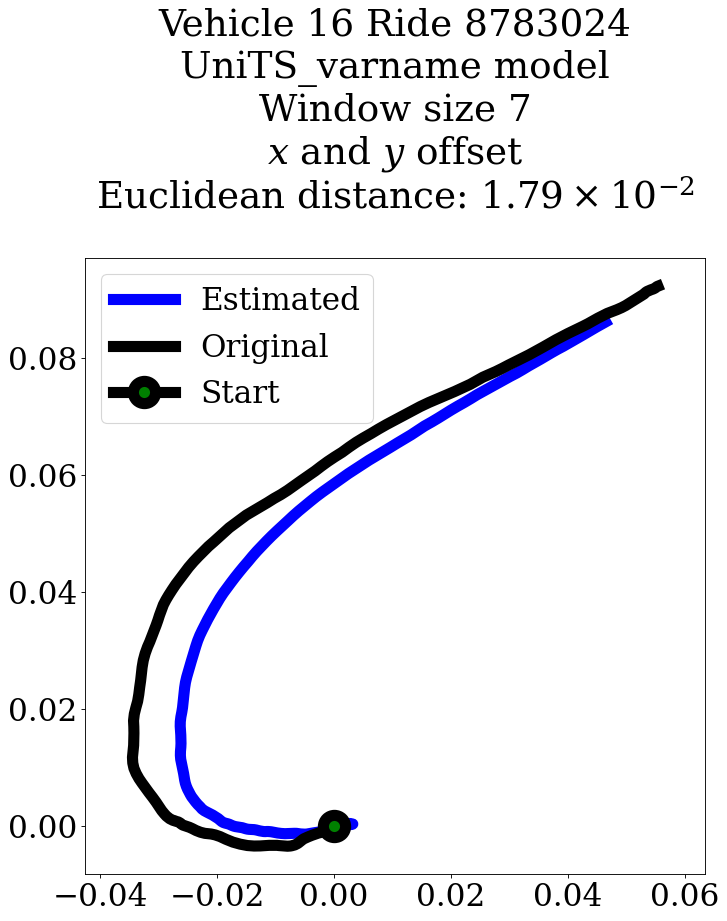 Vehicle 16 Ride 8783024
UniTS_varname model
Window size 7
x and y offset
Euclidean distance: 1.79 × 10⁻²
Estimated
Original
Start
0.08
0.06
0.04
0.02
0.00
−0.04 −0.02 0.00 0.02 0.04 0.06